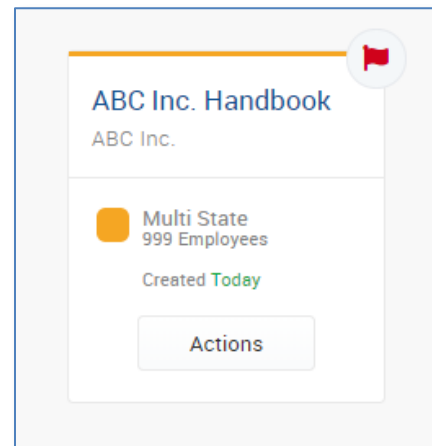 ABC Inc. Handbook
ABC Inc.
Multi State
999 Employees
Created Today
Actions